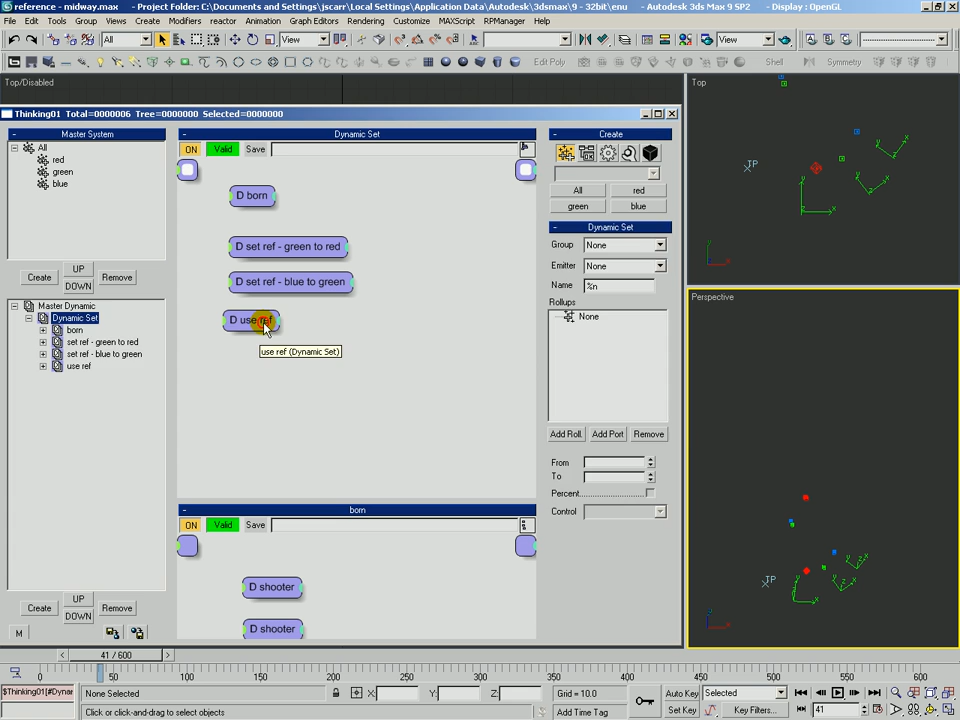 reference - midway.max - Project Folder: C:\Documents and Settings\jscarr\Local Settings\Application Data\Autodesk\3dsmax\9 - 32bit\enu - Autodesk 3ds Max 9 SP2 - Display : OpenGL
File Edit Tools Group Views Create Modifiers reactor Animation Graph Editors Rendering Customize MAXScript RPManager Help
All View View
Edit Poly Shell Symmetry
Top/Disabled
Top
Thinking01 Total=0000006 Tree=0000000 Selected=0000000
Master System
All
red
green
blue
Create UP DOWN Remove
Master Dynamic
Dynamic Set
born
set ref - green to red
set ref - blue to green
use ref
Create UP DOWN Remove
M
Dynamic Set
ON Valid Save
D born
D set ref - green to red
D set ref - blue to green
D use ref
use ref (Dynamic Set)
born
ON Valid Save
D shooter
D shooter
Create
All red
green blue
Dynamic Set
Group None
Emitter None
Name %n
Rollups
None
Add Roll. Add Port Remove
From
To
Percent
Control
TP
x
y
z
Perspective
TP
41 / 600
0 50 100 150 200 250 300 350 400 450 500 550 600
$Thinking01[#Dynar
None Selected X: Y: Z: Grid = 10.0 Auto Key Selected
Click or click-and-drag to select objects Add Time Tag Set Key Key Filters... 41